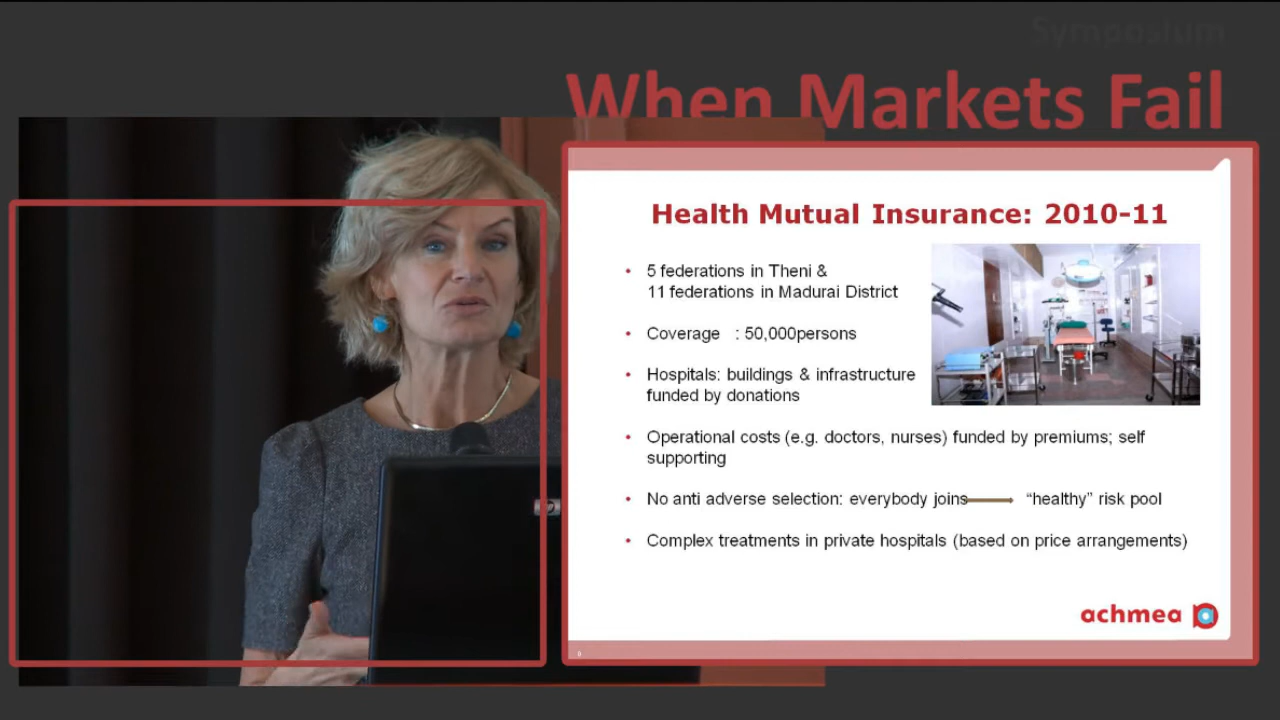 Symposium
When Markets Fail
Health Mutual Insurance: 2010-11
• 5 federations in Theni &
11 federations in Madurai District
• Coverage : 50,000persons
• Hospitals: buildings & infrastructure
funded by donations
• Operational costs (e.g. doctors, nurses) funded by premiums; self
supporting
• No anti adverse selection: everybody joins “healthy” risk pool
• Complex treatments in private hospitals (based on price arrangements)
achmea